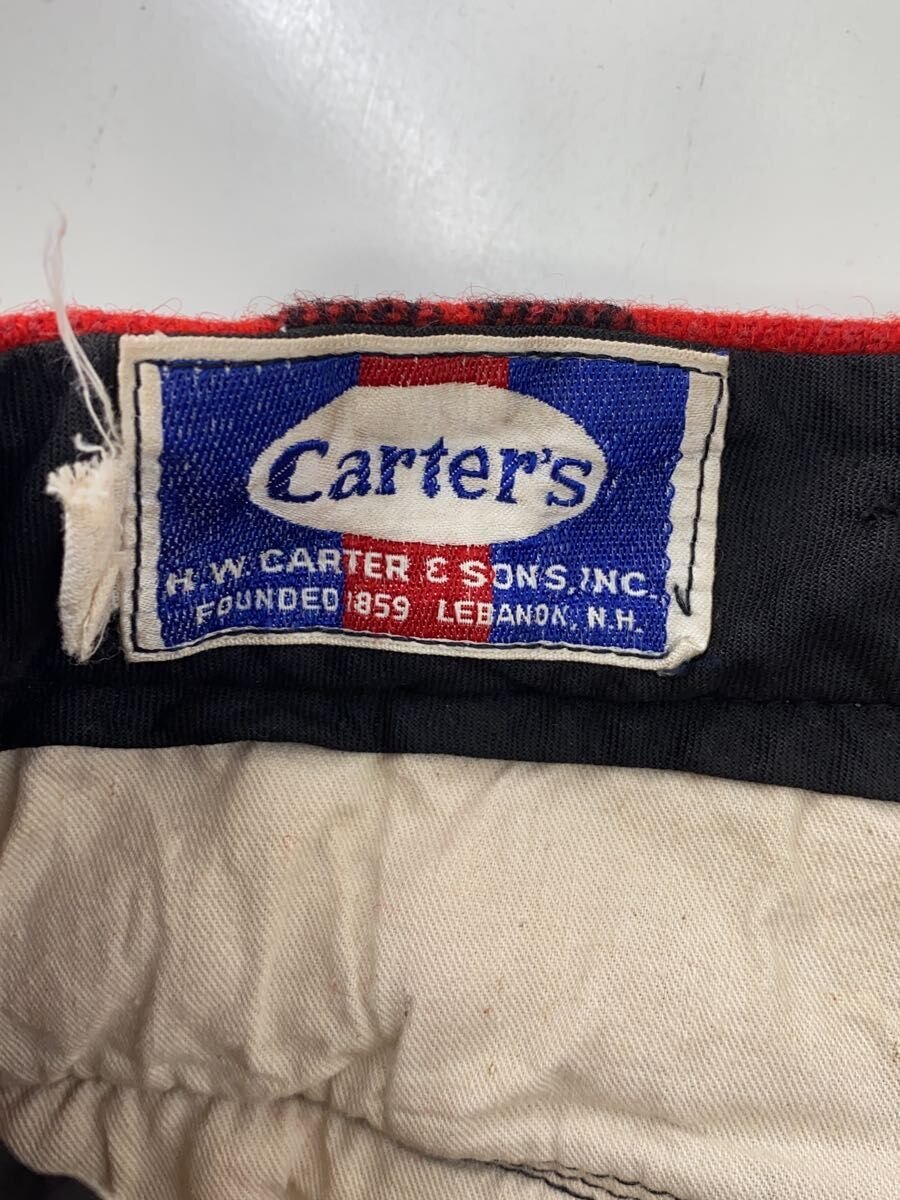 Carter's
H.W. CARTER & SONS, INC.
FOUNDED 1859 LEBANON, N.H.